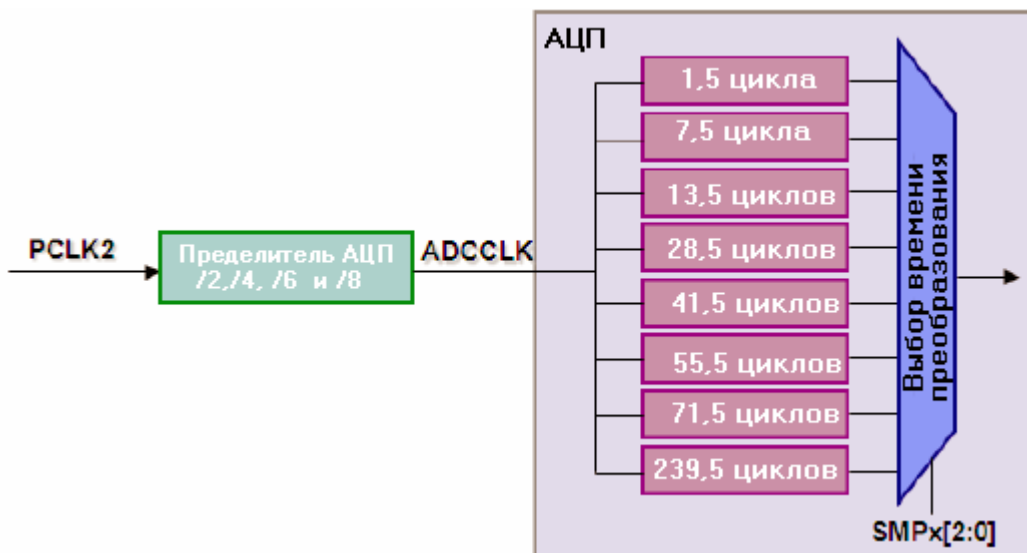 АЦП
1,5 цикла
7,5 цикла
13,5 циклов
28,5 циклов
41,5 циклов
55,5 циклов
71,5 циклов
239,5 циклов
PCLK2
Пределитель АЦП
/2,/4, /6 и /8
ADCCLK
Выбор времени
преобразования
SMPx[2:0]